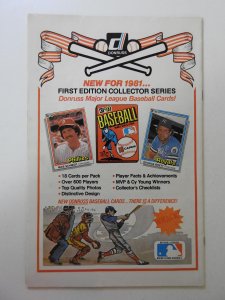 DONRUSS
NEW FOR 1981...
FIRST EDITION COLLECTOR SERIES
Donruss Major League Baseball Cards!
BASEBALL
Phillies
Royals
• 18 Cards per Pack
• Over 600 Players
• Top Quality Photos
• Distinctive Design
• Player Facts & Achievements
• MVP & Cy Young Winners
• Collector's Checklists
NEW DONRUSS BASEBALL CARDS...THERE IS A DIFFERENCE!